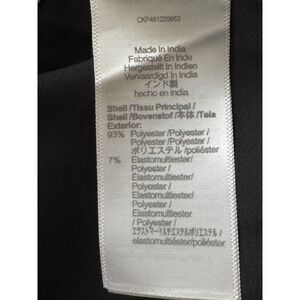 CKP461220953
Made In India
Fabriqué En Inde
Hergestellt In Indien
Vervaardigd In India
インド製
hecho en india
Shell /Tissu Principal /
Shell /Bovenstof /本体 /Tela
Exterior:
93% Polyester /Polyester /
Polyester /Polyester /
ポリエステル /poliéster
7% Elastomultiester/
Polyester /
Élastomultiester/
Polyester /
Elastomultiester/
Polyester /
Elastomultiester/
Polyester /
エラストマーマルチエステル/ポリエステル /
elastomultiéster/poliéster